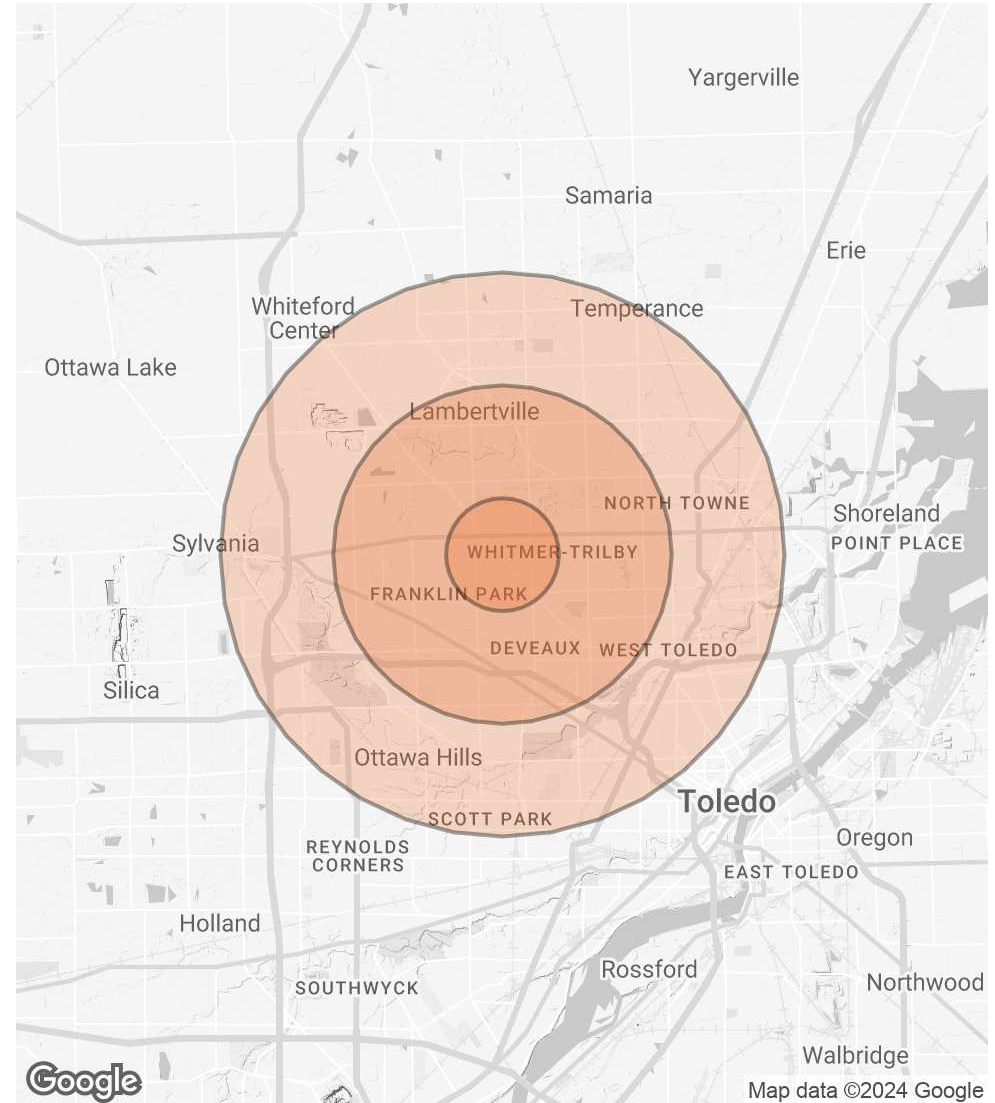 Yargerville
Samaria
Erie
Whiteford
Center
Temperance
Ottawa Lake
Lambertville
NORTH TOWNE
Shoreland
Sylvania
POINT PLACE
WHITMER-TRILBY
FRANKLIN PARK
DEVEAUX
WEST TOLEDO
Silica
Ottawa Hills
Toledo
SCOTT PARK
Oregon
REYNOLDS
CORNERS
EAST TOLEDO
Holland
Rossford
Northwood
SOUTHWYCK
Walbridge
Google
Map data ©2024 Google